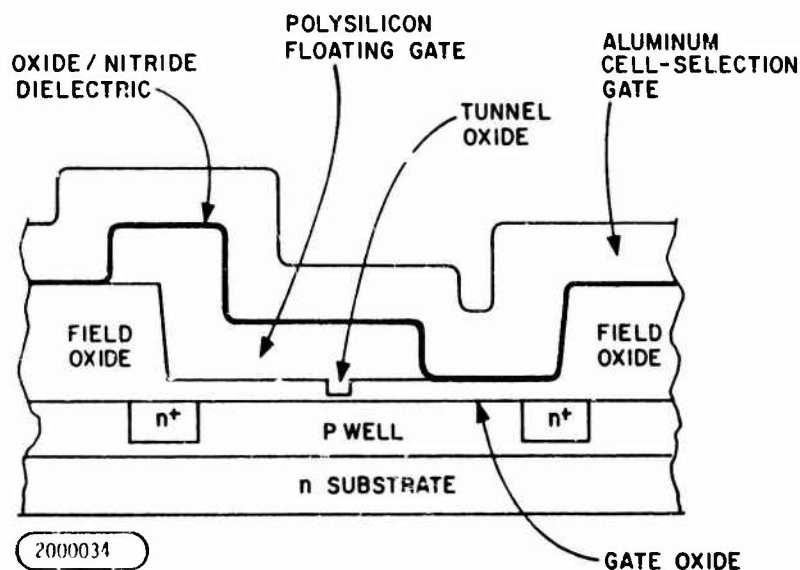 POLYSILICON
FLOATING GATE
ALUMINUM
CELL-SELECTION
GATE
OXIDE / NITRIDE
DIELECTRIC
TUNNEL
OXIDE
FIELD
OXIDE
FIELD
OXIDE
n+
P WELL
n+
n SUBSTRATE
2000034
GATE OXIDE